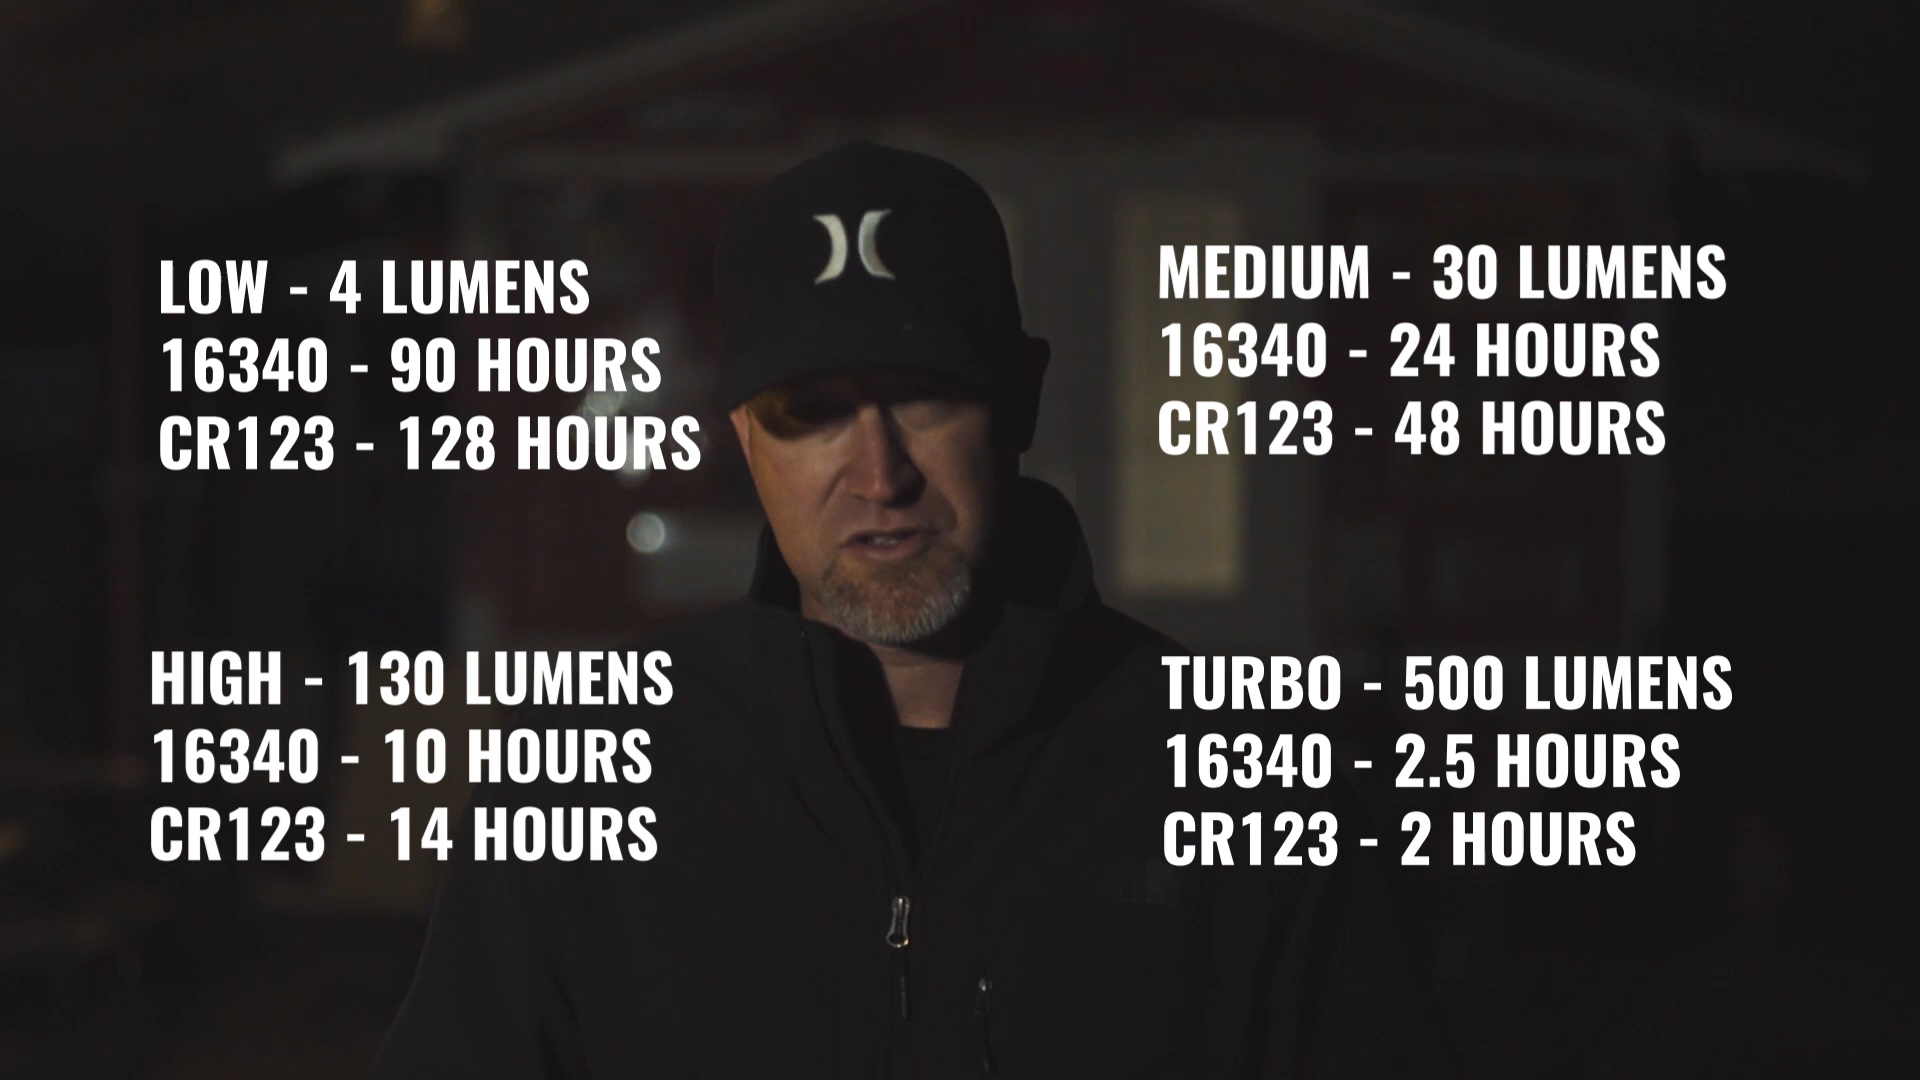 LOW - 4 LUMENS
16340 - 90 HOURS
CR123 - 128 HOURS
MEDIUM - 30 LUMENS
16340 - 24 HOURS
CR123 - 48 HOURS
HIGH - 130 LUMENS
16340 - 10 HOURS
CR123 - 14 HOURS
TURBO - 500 LUMENS
16340 - 2.5 HOURS
CR123 - 2 HOURS